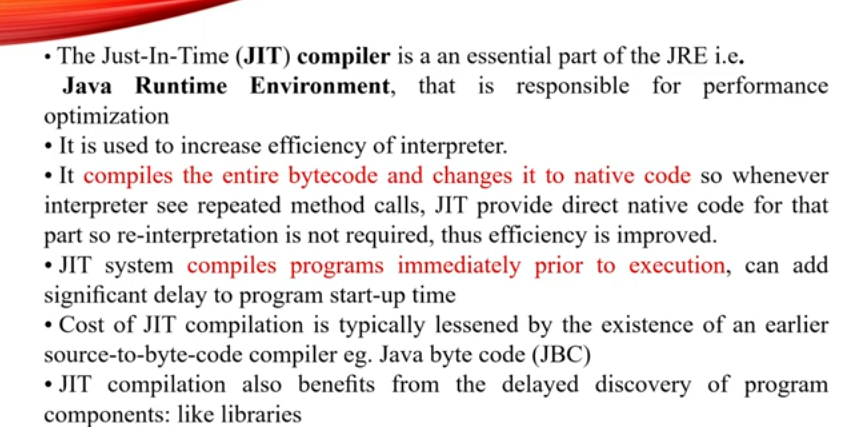 • The Just-In-Time (JIT) compiler is a an essential part of the JRE i.e.
Java Runtime Environment, that is responsible for performance
optimization
• It is used to increase efficiency of interpreter.
• It compiles the entire bytecode and changes it to native code so whenever
interpreter see repeated method calls, JIT provide direct native code for that
part so re-interpretation is not required, thus efficiency is improved.
• JIT system compiles programs immediately prior to execution, can add
significant delay to program start-up time
• Cost of JIT compilation is typically lessened by the existence of an earlier
source-to-byte-code compiler eg. Java byte code (JBC)
• JIT compilation also benefits from the delayed discovery of program
components: like libraries